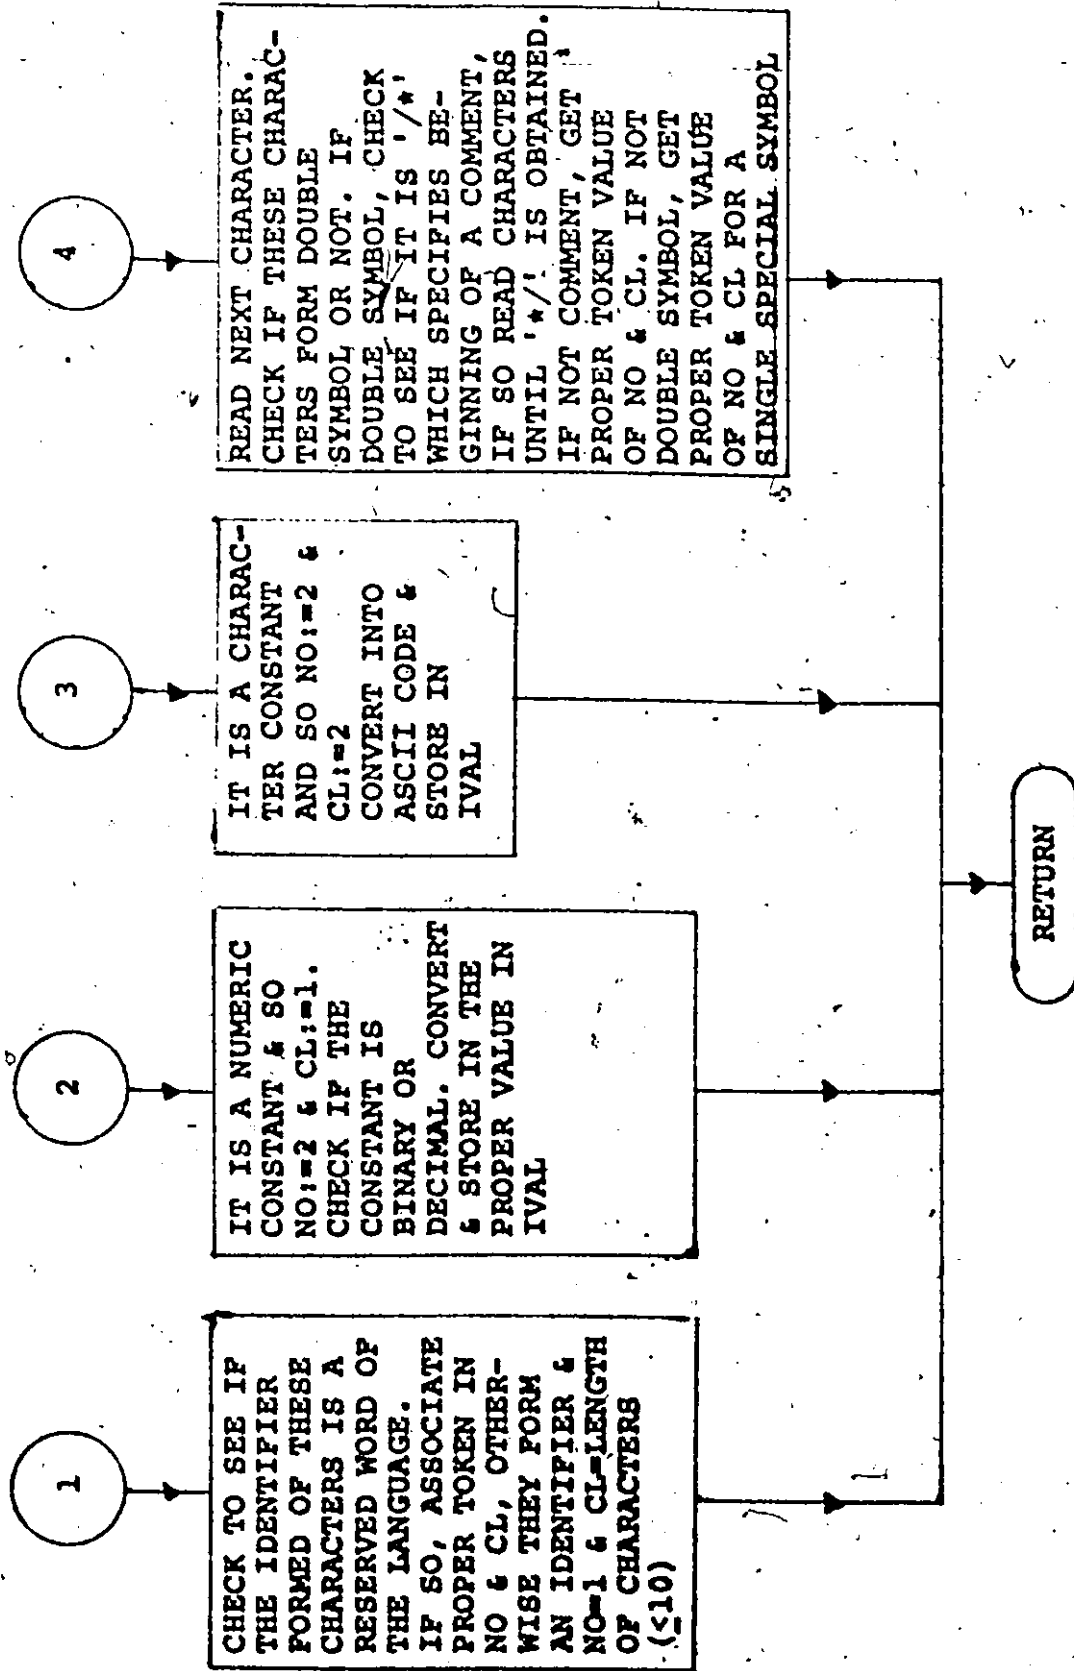 1
CHECK TO SEE IF
THE IDENTIFIER
FORMED OF THESE
CHARACTERS IS A
RESERVED WORD OF
THE LANGUAGE.
IF SO, ASSOCIATE
PROPER TOKEN IN
NO & CL, OTHER-
WISE THEY FORM
AN IDENTIFIER &
NO=1 & CL=LENGTH
OF CHARACTERS
(≤10)
2
IT IS A NUMERIC
CONSTANT & SO
NO:=2 & CL:=1.
CHECK IF THE
CONSTANT IS
BINARY OR
DECIMAL. CONVERT
& STORE IN THE
PROPER VALUE IN
IVAL
3
IT IS A CHARAC-
TER CONSTANT
AND SO NO:=2 &
CL:=2
CONVERT INTO
ASCII CODE &
STORE IN
IVAL
4
READ NEXT CHARACTER.
CHECK IF THESE CHARAC-
TERS FORM DOUBLE
SYMBOL OR NOT. IF
DOUBLE SYMBOL, CHECK
TO SEE IF IT IS '/*'
WHICH SPECIFIES BE-
GINNING OF A COMMENT,
IF SO READ CHARACTERS
UNTIL '*/' IS OBTAINED.
IF NOT COMMENT, GET
PROPER TOKEN VALUE
OF NO & CL. IF NOT
DOUBLE SYMBOL, GET
PROPER TOKEN VALUE
OF NO & CL FOR A
SINGLE SPECIAL SYMBOL
RETURN